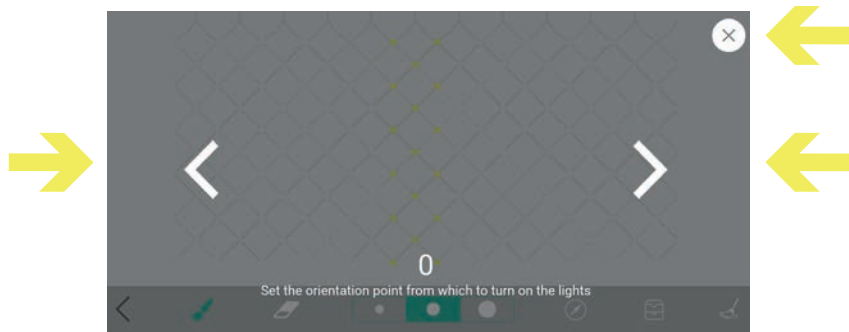 0
Set the orientation point from which to turn on the lights